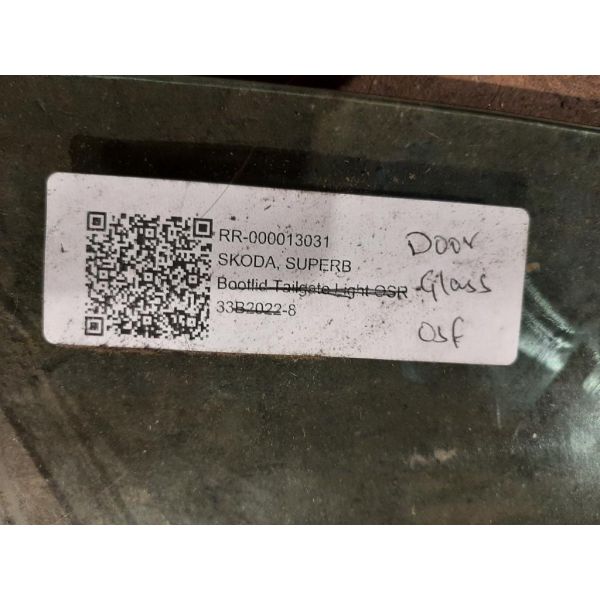 RR-000013031
SKODA, SUPERB
Bootlid Tailgate Light OSR
33B2022-8
Door
Glass
OSF